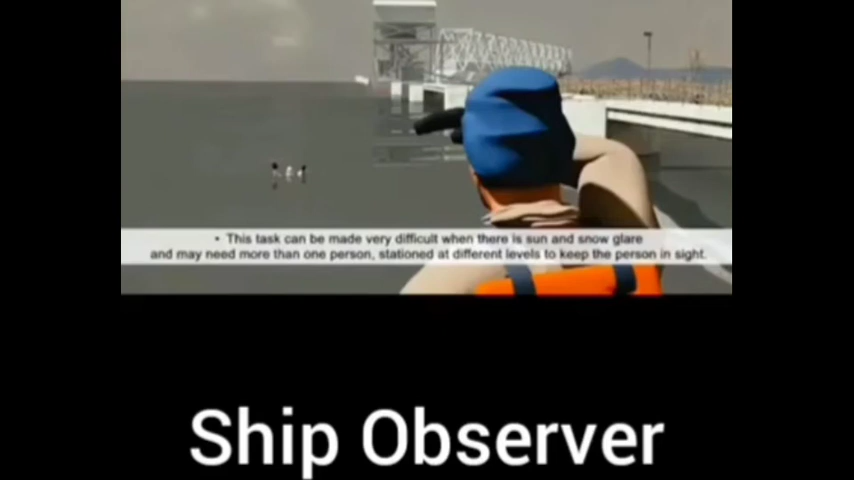 • This task can be made very difficult when there is sun and snow glare
and may need more than one person, stationed at different levels to keep the person in sight.
Ship Observer